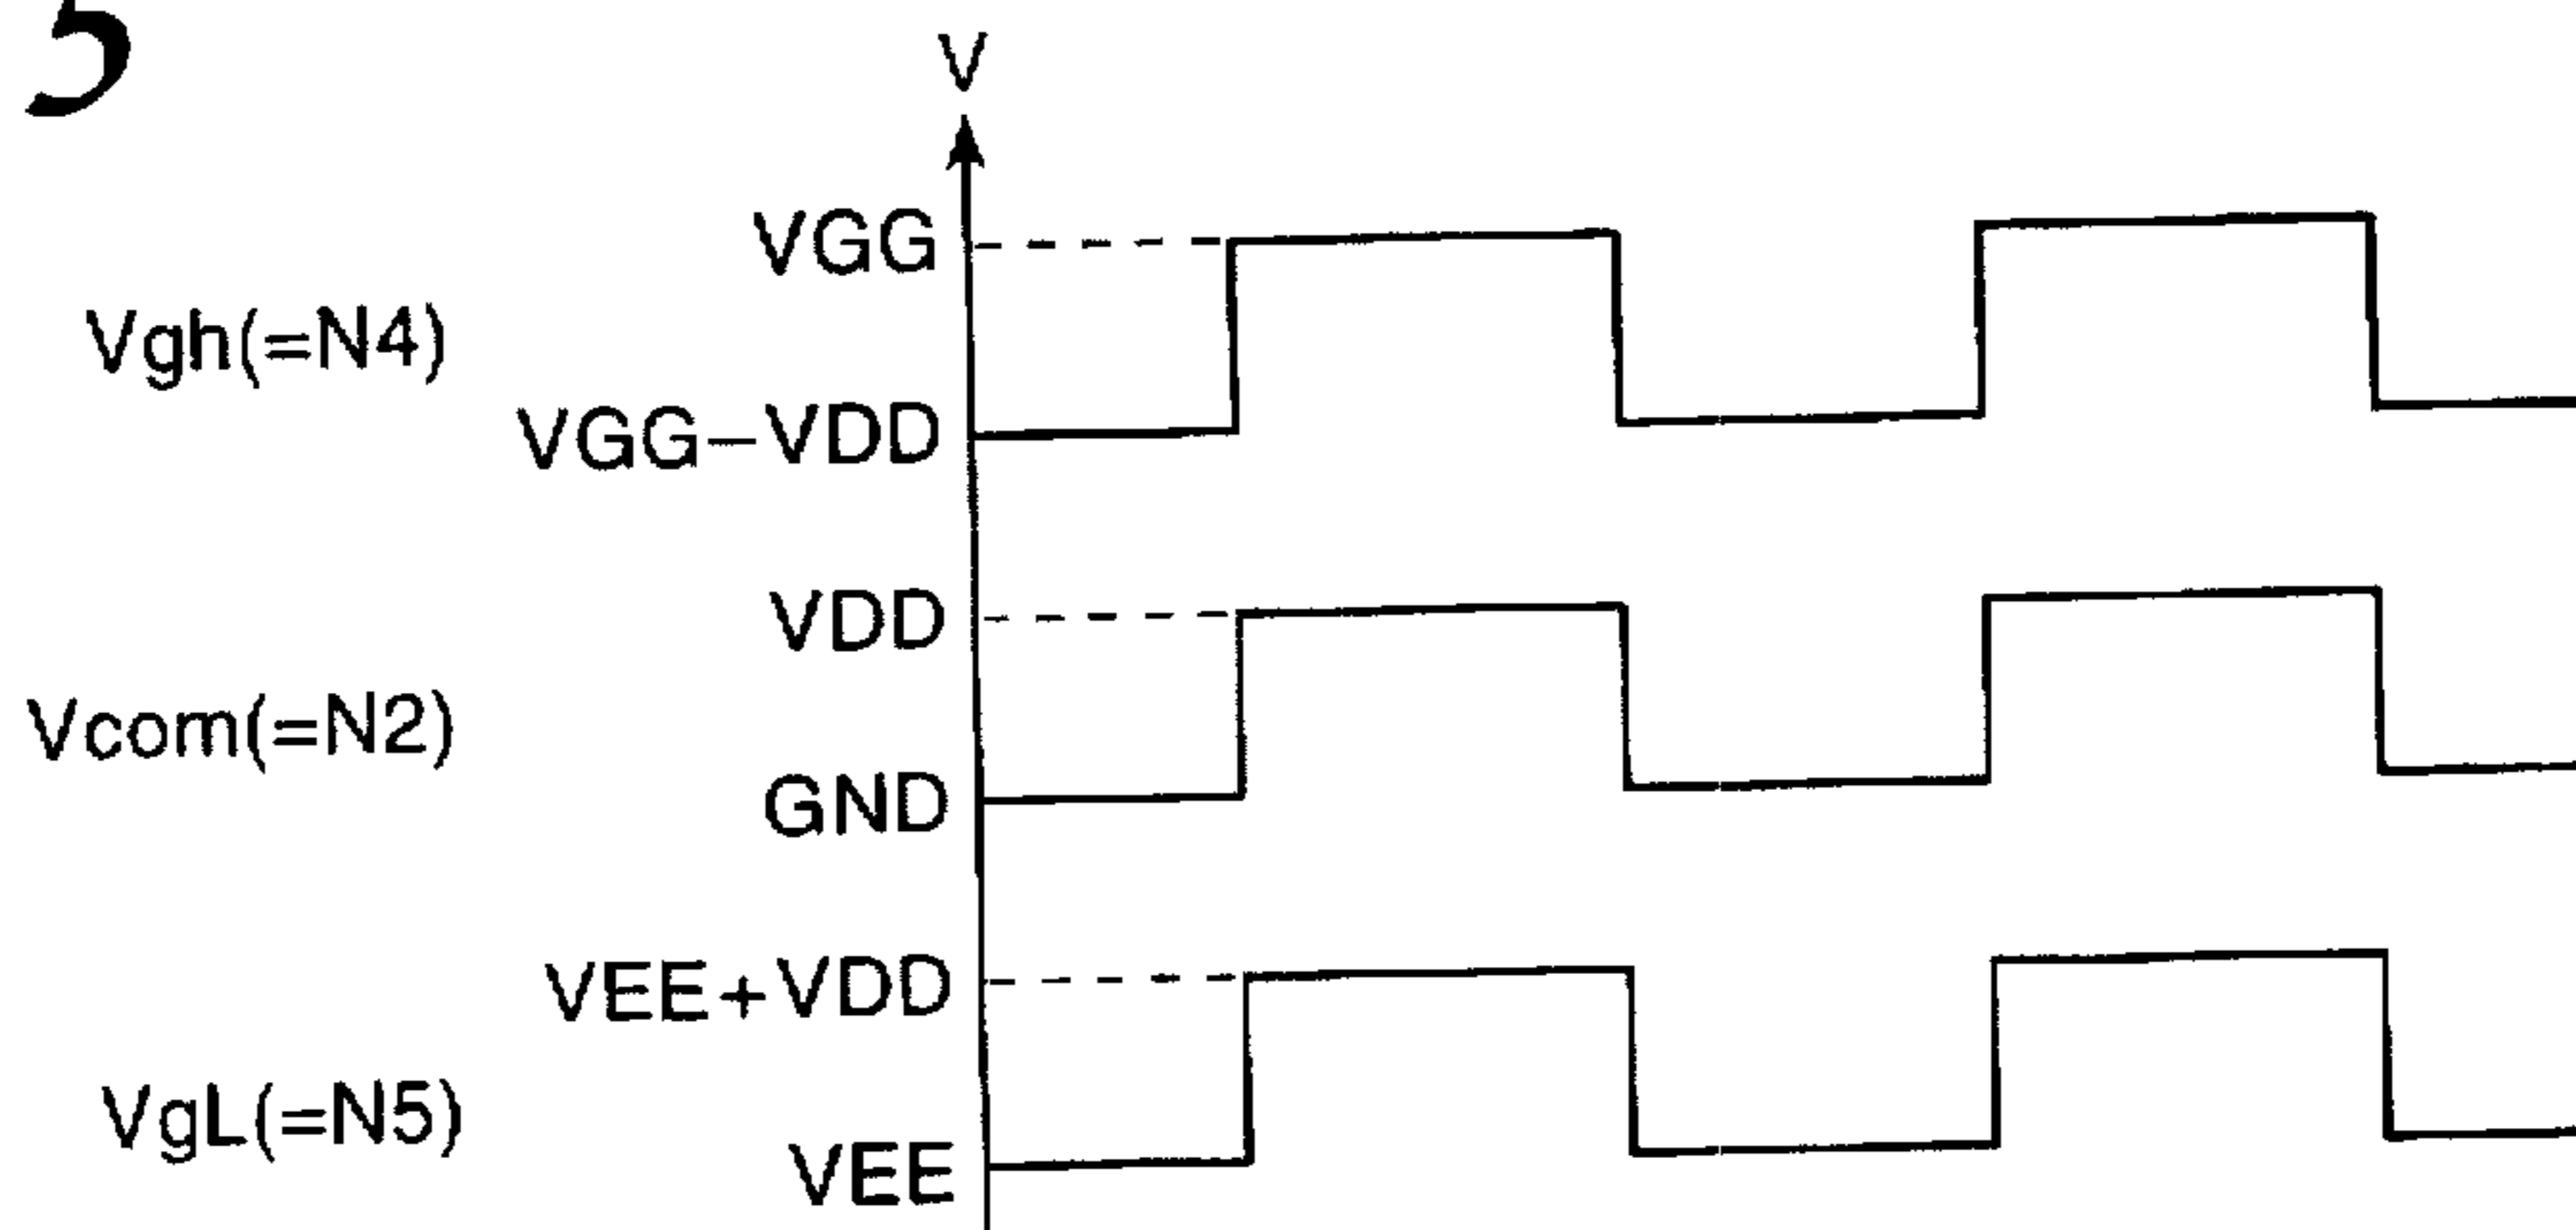 5
V
VGG
Vgh(=N4)
VGG-VDD
VDD
Vcom(=N2)
GND
VEE+VDD
VgL(=N5)
VEE